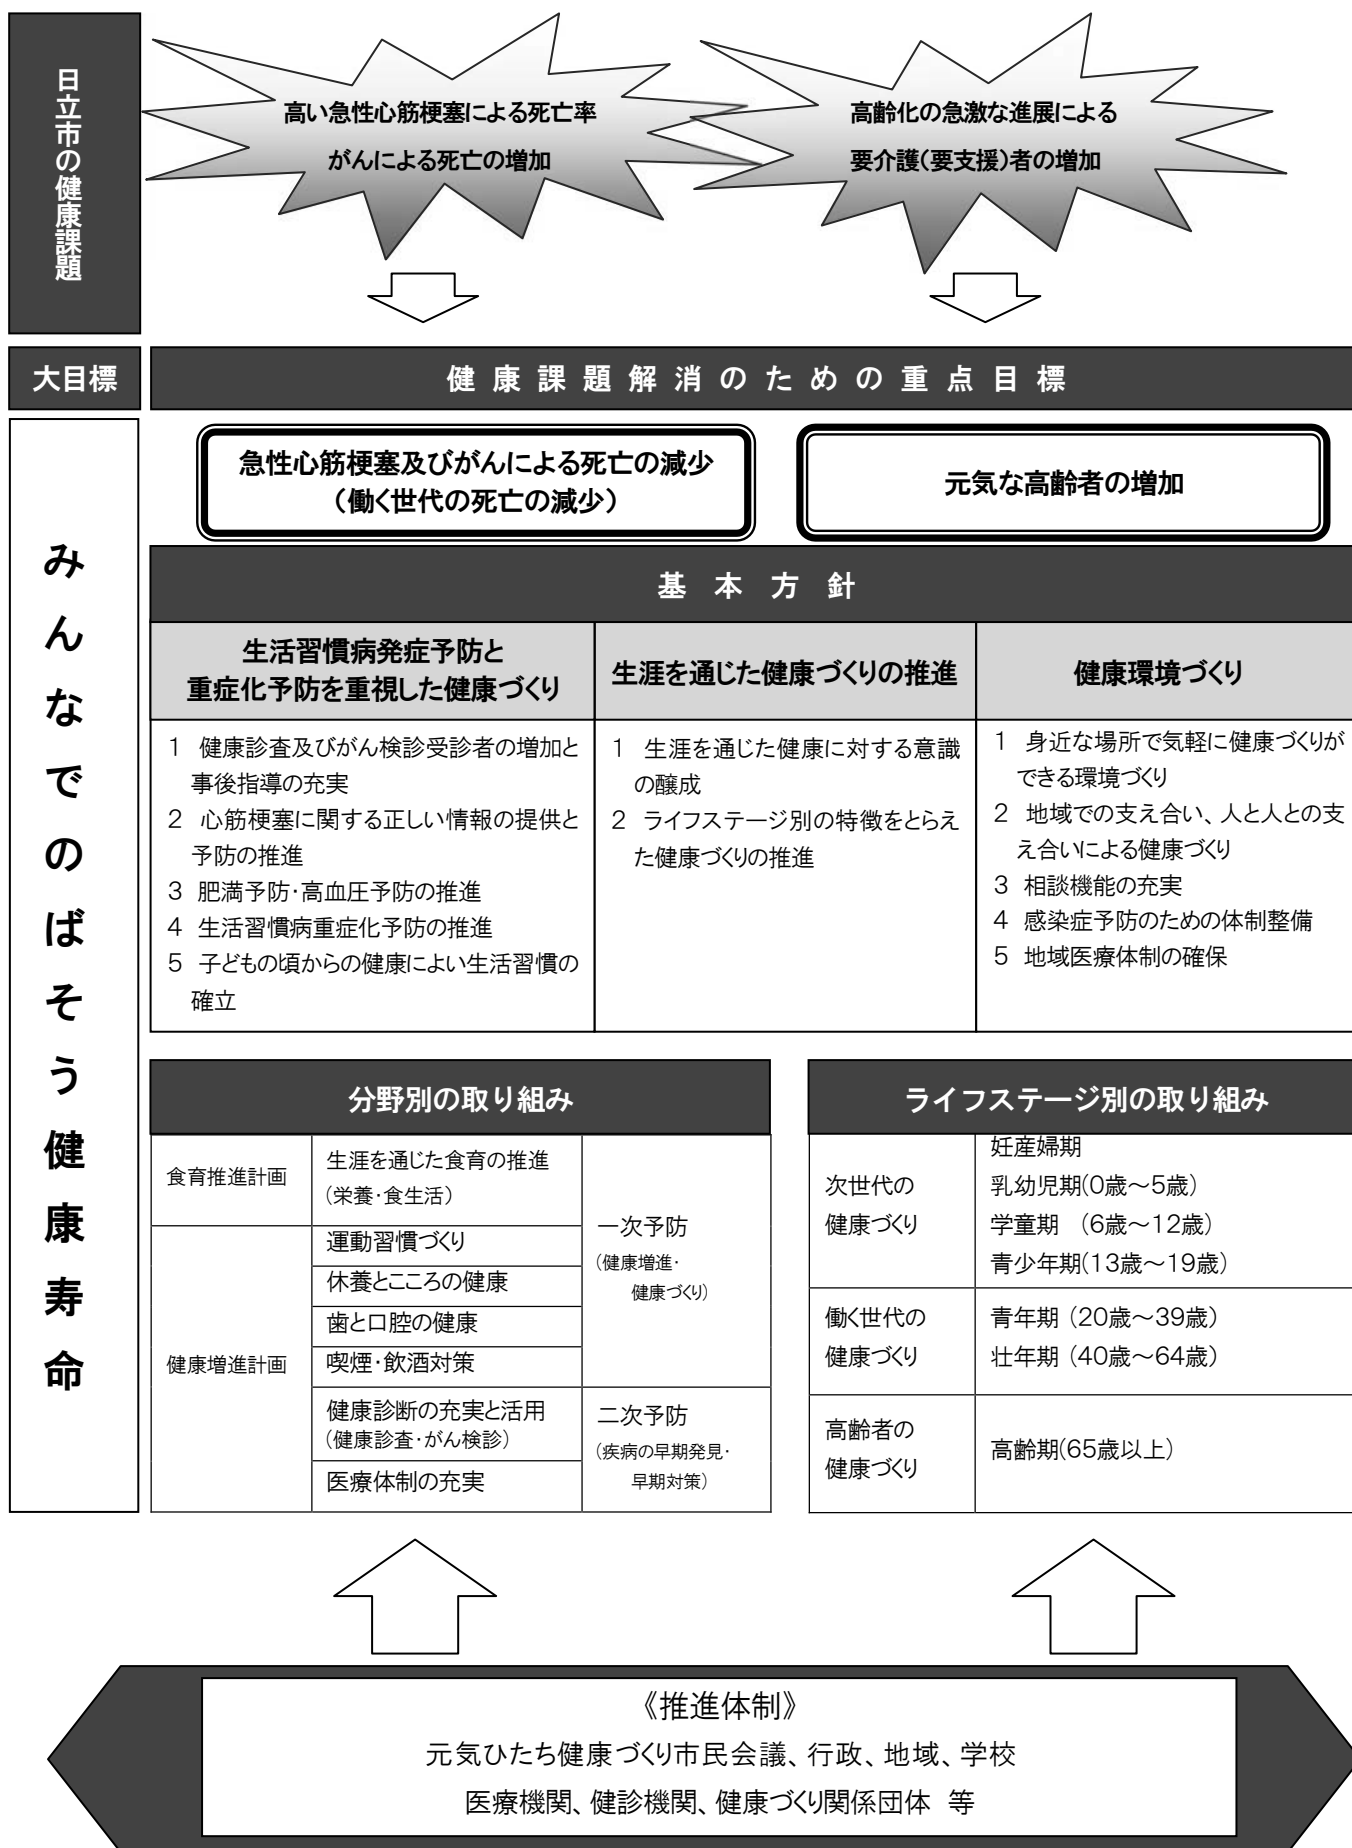 日立市の健康課題
高い急性心筋梗塞による死亡率
がんによる死亡の増加
高齢化の急激な進展による
要介護(要支援)者の増加
大目標
健康課題解消のための重点目標
みんなでのばそう健康寿命
急性心筋梗塞及びがんによる死亡の減少
(働く世代の死亡の減少)
元気な高齢者の増加
基本方針
生活習慣病発症予防と
重症化予防を重視した健康づくり
1 健康診査及びがん検診受診者の増加と
事後指導の充実
2 心筋梗塞に関する正しい情報の提供と
予防の推進
3 肥満予防・高血圧予防の推進
4 生活習慣病重症化予防の推進
5 子どもの頃からの健康によい生活習慣の
確立
生涯を通じた健康づくりの推進
1 生涯を通じた健康に対する意識
の醸成
2 ライフステージ別の特徴をとらえ
た健康づくりの推進
健康環境づくり
1 身近な場所で気軽に健康づくりが
できる環境づくり
2 地域での支え合い、人と人との支
え合いによる健康づくり
3 相談機能の充実
4 感染症予防のための体制整備
5 地域医療体制の確保
分野別の取り組み
食育推進計画
生涯を通じた食育の推進
(栄養・食生活)
健康増進計画
運動習慣づくり
休養とこころの健康
歯と口腔の健康
喫煙・飲酒対策
健康診断の充実と活用
(健康診査・がん検診)
医療体制の充実
一次予防
(健康増進・
健康づくり)
二次予防
(疾病の早期発見・
早期対策)
ライフステージ別の取り組み
次世代の
健康づくり
妊産婦期
乳幼児期(0歳~5歳)
学童期 (6歳~12歳)
青少年期(13歳~19歳)
働く世代の
健康づくり
青年期 (20歳~39歳)
壮年期 (40歳~64歳)
高齢者の
健康づくり
高齢期(65歳以上)
《推進体制》
元気ひたち健康づくり市民会議、行政、地域、学校
医療機関、健診機関、健康づくり関係団体 等